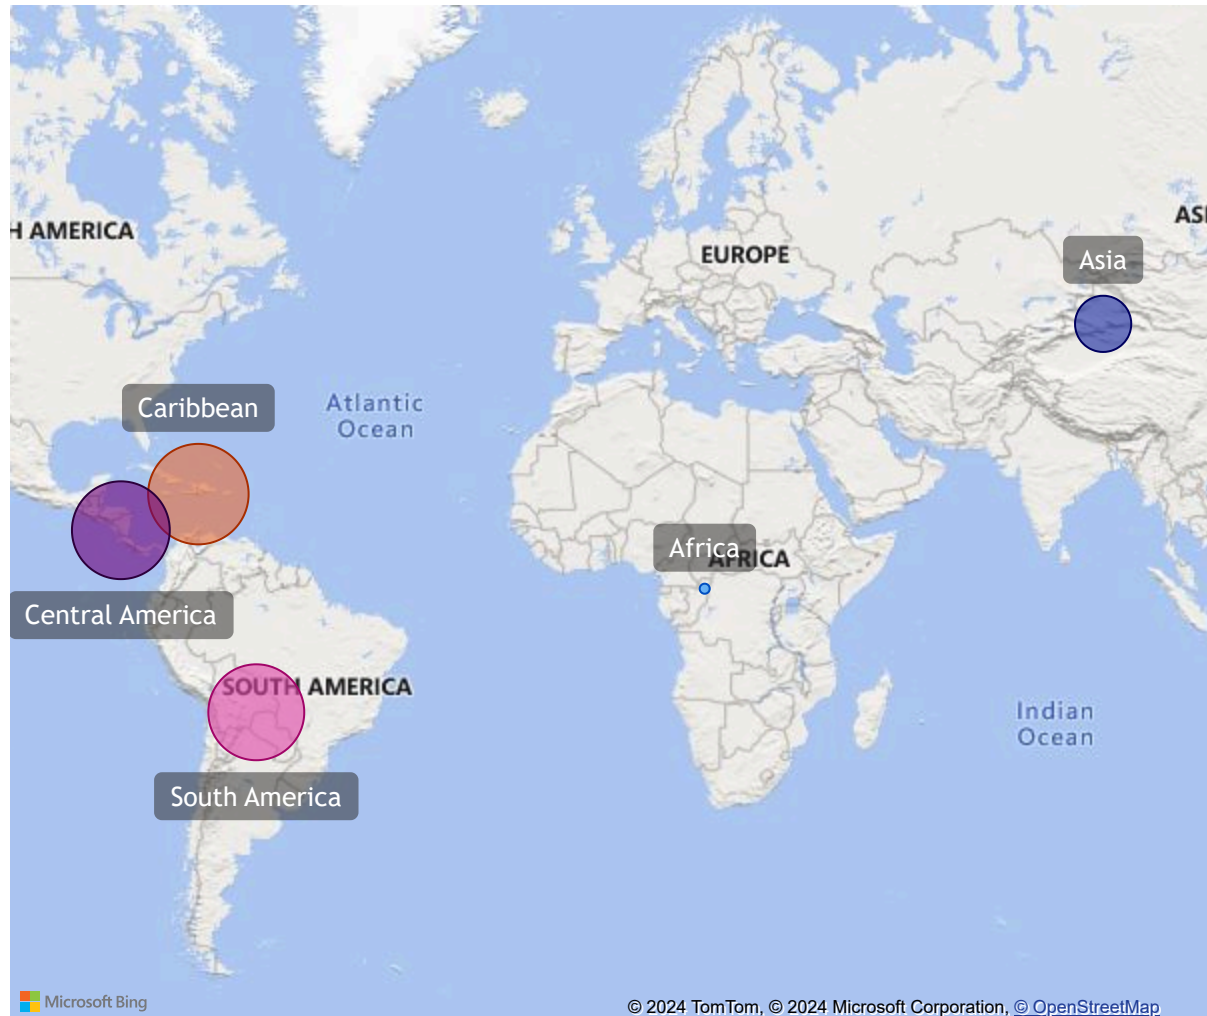 H AMERICA
ASI
EUROPE
Asia
Caribbean
Atlantic
Ocean
Africa
AFRICA
Central America
SOUTH AMERICA
Indian
Ocean
South America
Microsoft Bing
© 2024 TomTom, © 2024 Microsoft Corporation, © OpenStreetMap